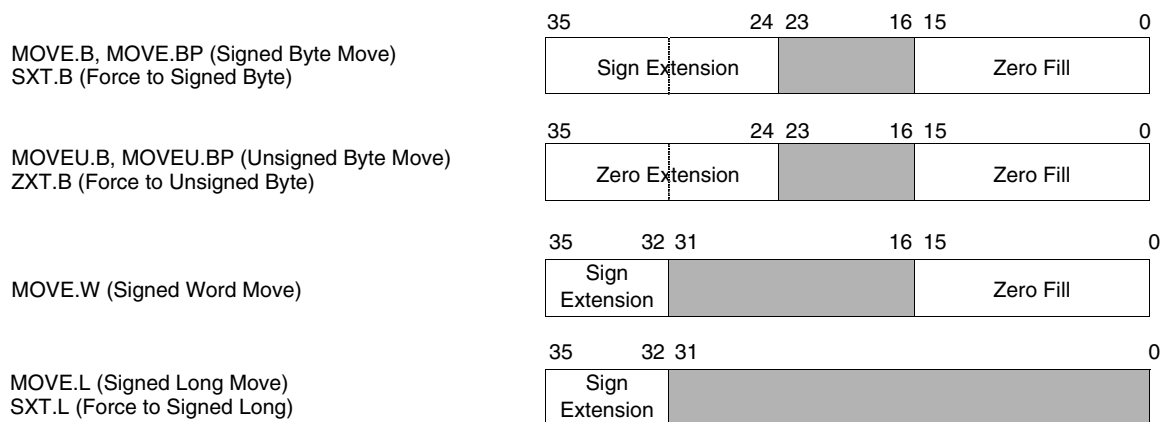 35 24 23 16 15 0
MOVE.B, MOVE.BP (Signed Byte Move)
SXT.B (Force to Signed Byte)
Sign Extension
Zero Fill
35 24 23 16 15 0
MOVEU.B, MOVEU.BP (Unsigned Byte Move)
ZXT.B (Force to Unsigned Byte)
Zero Extension
Zero Fill
35 32 31 16 15 0
MOVE.W (Signed Word Move)
Sign
Extension
Zero Fill
35 32 31 0
MOVE.L (Signed Long Move)
SXT.L (Force to Signed Long)
Sign
Extension